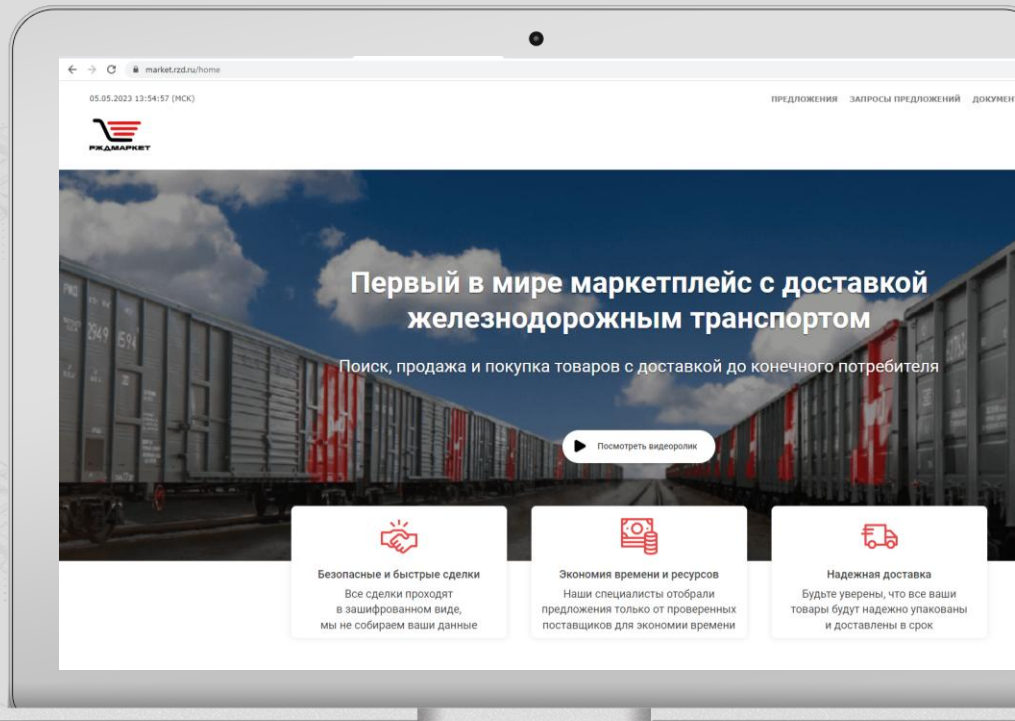 market.rzd.ru/home
05.05.2023 13:54:57 (МСК)
ПРЕДЛОЖЕНИЯ ЗАПРОСЫ ПРЕДЛОЖЕНИЙ ДОКУМЕН
РЖДМАРКЕТ
Первый в мире маркетплейс с доставкой
железнодорожным транспортом
Поиск, продажа и покупка товаров с доставкой до конечного потребителя
2949 1594
Посмотреть видеоролик
Безопасные и быстрые сделки
Все сделки проходят
в зашифрованном виде,
мы не собираем ваши данные
Экономия времени и ресурсов
Наши специалисты отобрали
предложения только от проверенных
поставщиков для экономии времени
Надежная доставка
Будьте уверены, что все ваши
товары будут надежно упакованы
и доставлены в срок